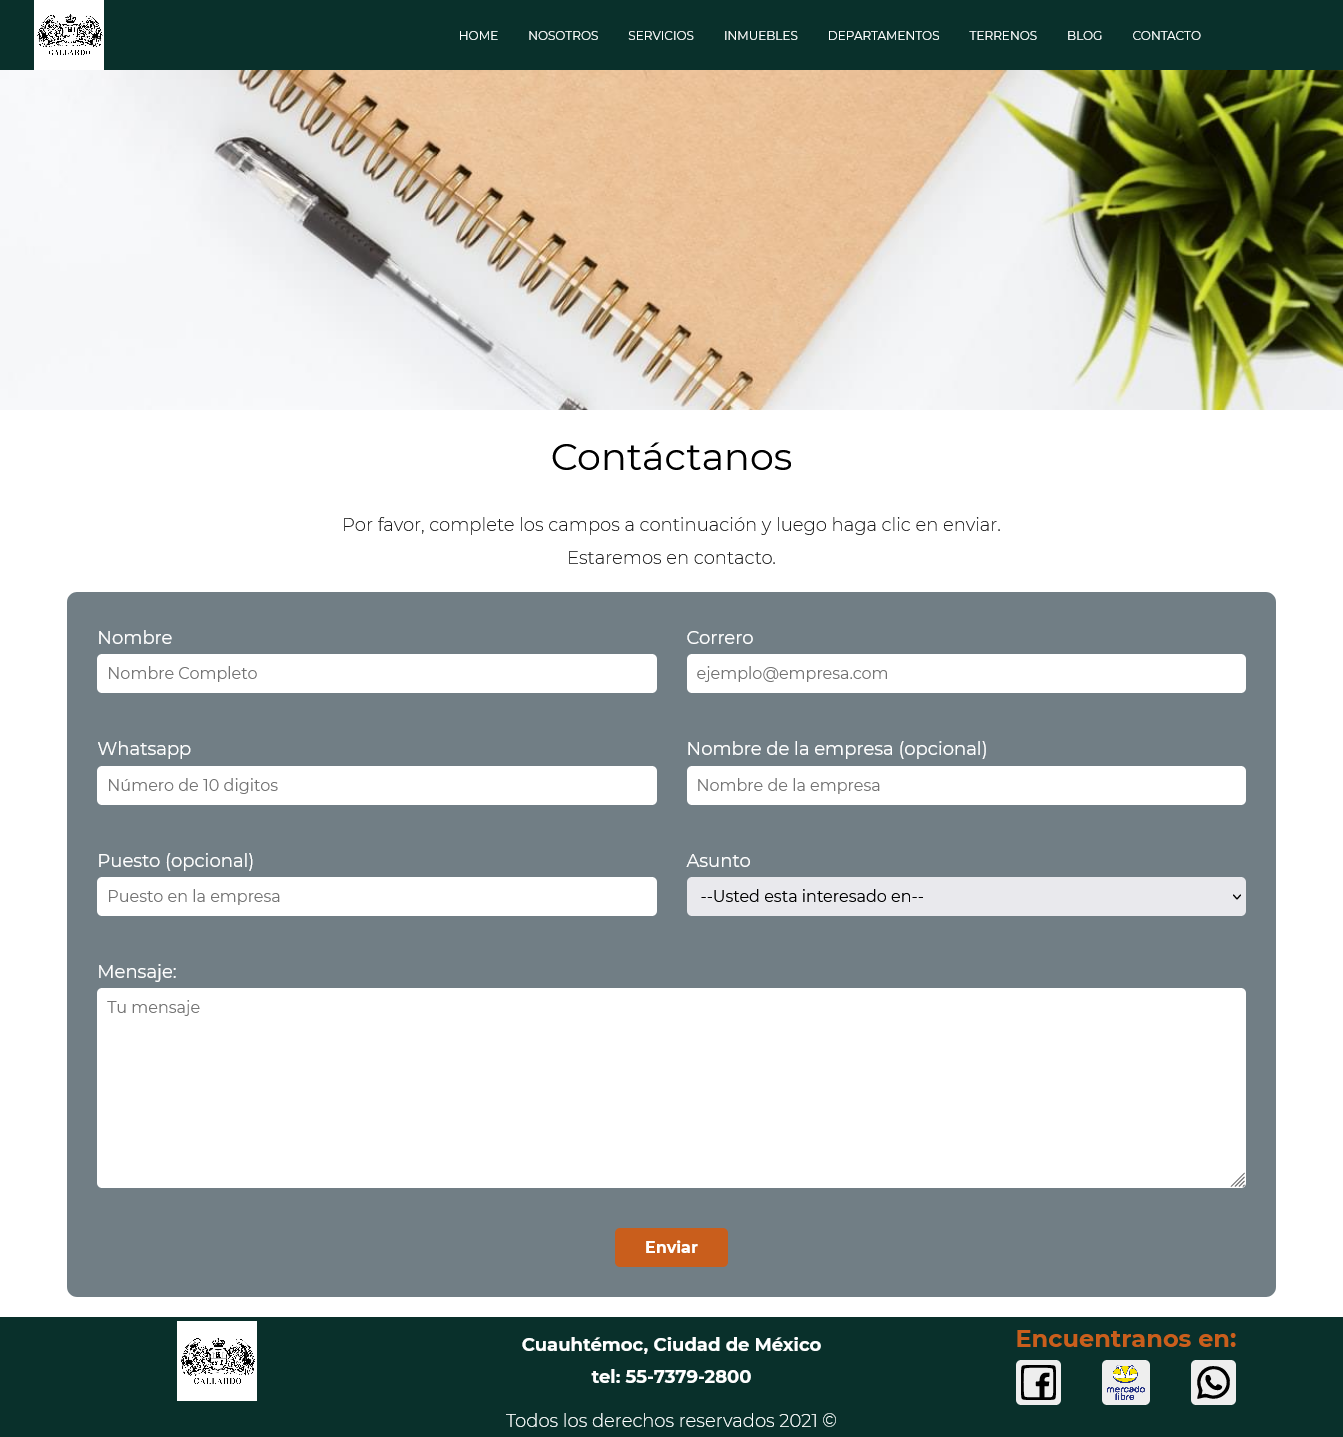 GALLARDO
HOME NOSOTROS SERVICIOS INMUEBLES DEPARTAMENTOS TERRENOS BLOG CONTACTO
Contáctanos
Por favor, complete los campos a continuación y luego haga clic en enviar.
Estaremos en contacto.
Nombre
Nombre Completo
Correro
ejemplo@empresa.com
Whatsapp
Número de 10 digitos
Nombre de la empresa (opcional)
Nombre de la empresa
Puesto (opcional)
Puesto en la empresa
Asunto
--Usted esta interesado en--
Mensaje:
Tu mensaje
Enviar
GALLARDO
Cuauhtémoc, Ciudad de México
tel: 55-7379-2800
Todos los derechos reservados 2021 ©
Encuentranos en:
mercado
libre